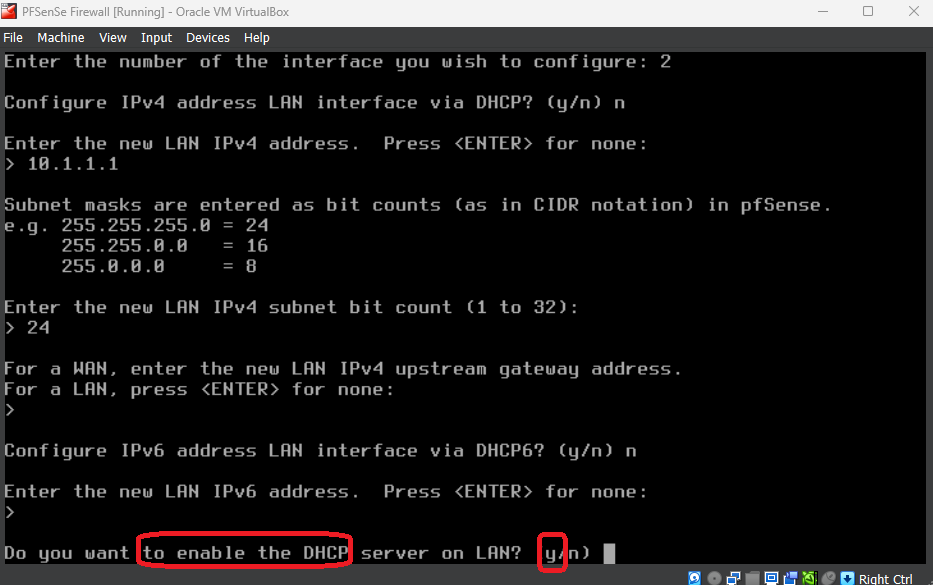 PFSenSe Firewall [Running] - Oracle VM VirtualBox
File Machine View Input Devices Help
Enter the number of the interface you wish to configure: 2
Configure IPv4 address LAN interface via DHCP? (y/n) n
Enter the new LAN IPv4 address.  Press <ENTER> for none:
> 10.1.1.1
Subnet masks are entered as bit counts (as in CIDR notation) in pfSense.
e.g. 255.255.255.0 = 24
     255.255.0.0   = 16
     255.0.0.0     = 8
Enter the new LAN IPv4 subnet bit count (1 to 32):
> 24
For a WAN, enter the new LAN IPv4 upstream gateway address.
For a LAN, press <ENTER> for none:
>
Configure IPv6 address LAN interface via DHCP6? (y/n) n
Enter the new LAN IPv6 address.  Press <ENTER> for none:
>
Do you want to enable the DHCP server on LAN? (y/n)
Right Ctrl